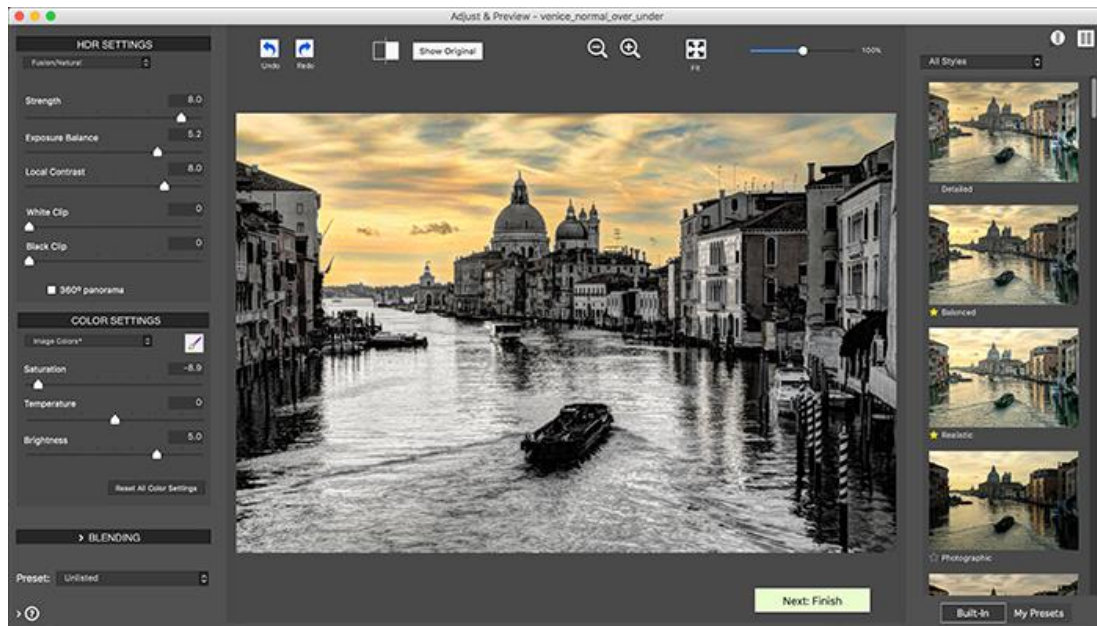 Adjust & Preview - venice_normal_over_under
HDR SETTINGS
Fusion/Natural
Strength 8.0
Exposure Balance 5.2
Local Contrast 8.0
White Clip 0
Black Clip 0
360º panorama
COLOR SETTINGS
Image Colors*
Saturation -8.9
Temperature 0
Brightness 5.0
Reset All Color Settings
> BLENDING
Preset: Unlisted
> ?
Undo Redo
Show Original
Fit
100%
Next: Finish
All Styles
Detailed
Balanced
Realistic
Photographic
Built-In My Presets